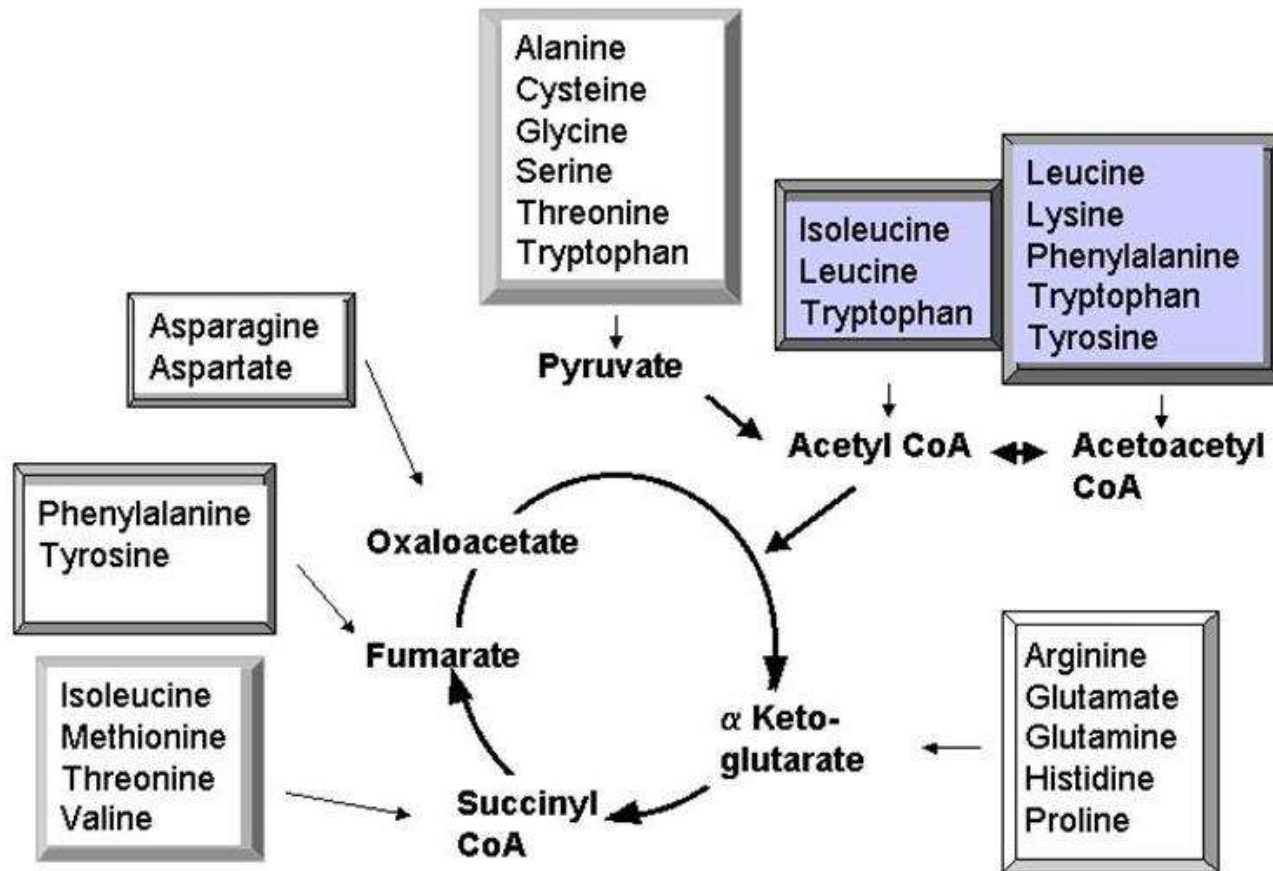 Alanine
Cysteine
Glycine
Serine
Threonine
Tryptophan
Pyruvate
Isoleucine
Leucine
Tryptophan
Acetyl CoA
Leucine
Lysine
Phenylalanine
Tryptophan
Tyrosine
Acetoacetyl
CoA
Asparagine
Aspartate
Oxaloacetate
Phenylalanine
Tyrosine
Fumarate
Isoleucine
Methionine
Threonine
Valine
Succinyl
CoA
α Keto-
glutarate
Arginine
Glutamate
Glutamine
Histidine
Proline